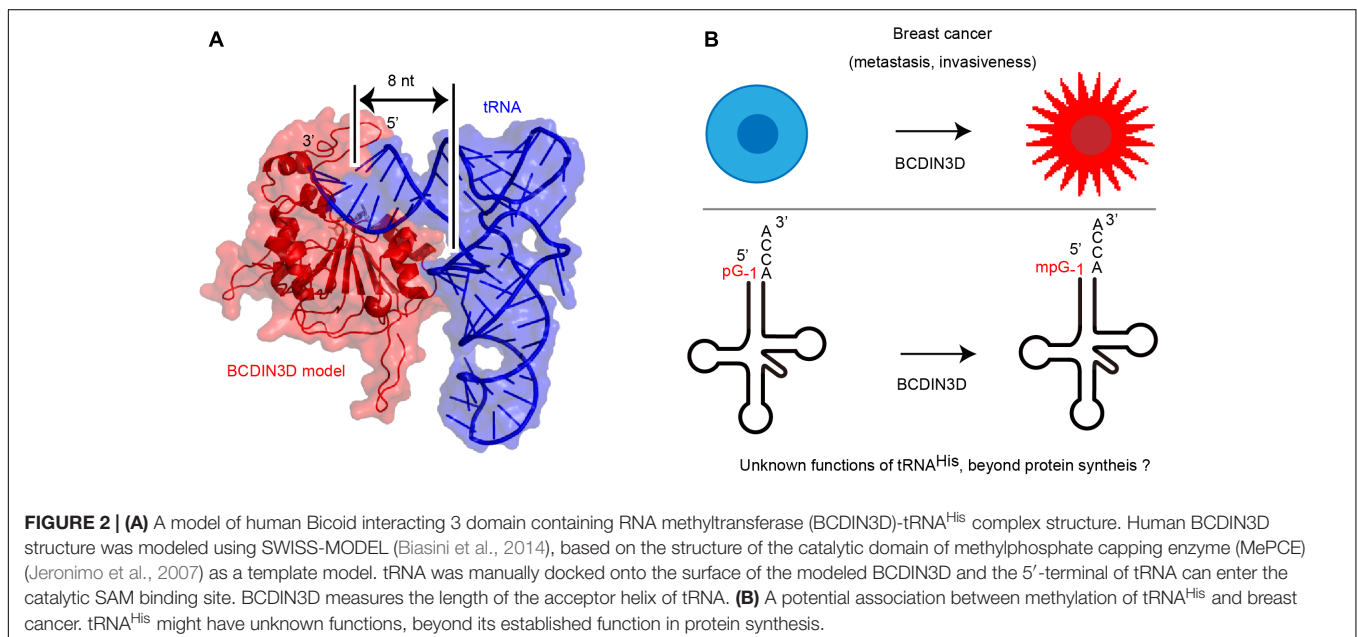 A
8 nt
tRNA
5’
3’
BCDIN3D model
B
Breast cancer
(metastasis, invasiveness)
BCDIN3D
3’
A
C
C
A
5’
pG-1
3’
A
C
C
A
5’
mpG-1
BCDIN3D
Unknown functions of tRNAHis, beyond protein syntheis ?
FIGURE 2 | (A) A model of human Bicoid interacting 3 domain containing RNA methyltransferase (BCDIN3D)-tRNAHis complex structure. Human BCDIN3D
structure was modeled using SWISS-MODEL (Biasini et al., 2014), based on the structure of the catalytic domain of methylphosphate capping enzyme (MePCE)
(Jeronimo et al., 2007) as a template model. tRNA was manually docked onto the surface of the modeled BCDIN3D and the 5′-terminal of tRNA can enter the
catalytic SAM binding site. BCDIN3D measures the length of the acceptor helix of tRNA. (B) A potential association between methylation of tRNAHis and breast
cancer. tRNAHis might have unknown functions, beyond its established function in protein synthesis.